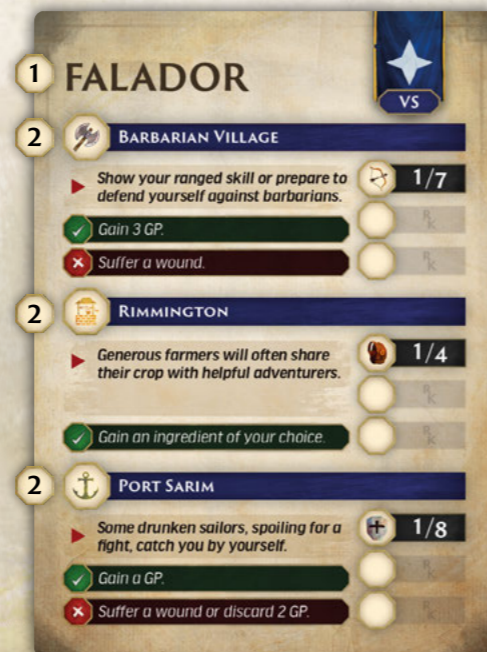 1 FALADOR
VS
2 BARBARIAN VILLAGE
Show your ranged skill or prepare to 1/7
defend yourself against barbarians.
Gain 3 GP.
Suffer a wound.
2 RIMMINGTON
Generous farmers will often share 1/4
their crop with helpful adventurers.
Gain an ingredient of your choice.
2 PORT SARIM
Some drunken sailors, spoiling for a 1/8
fight, catch you by yourself.
Gain a GP.
Suffer a wound or discard 2 GP.